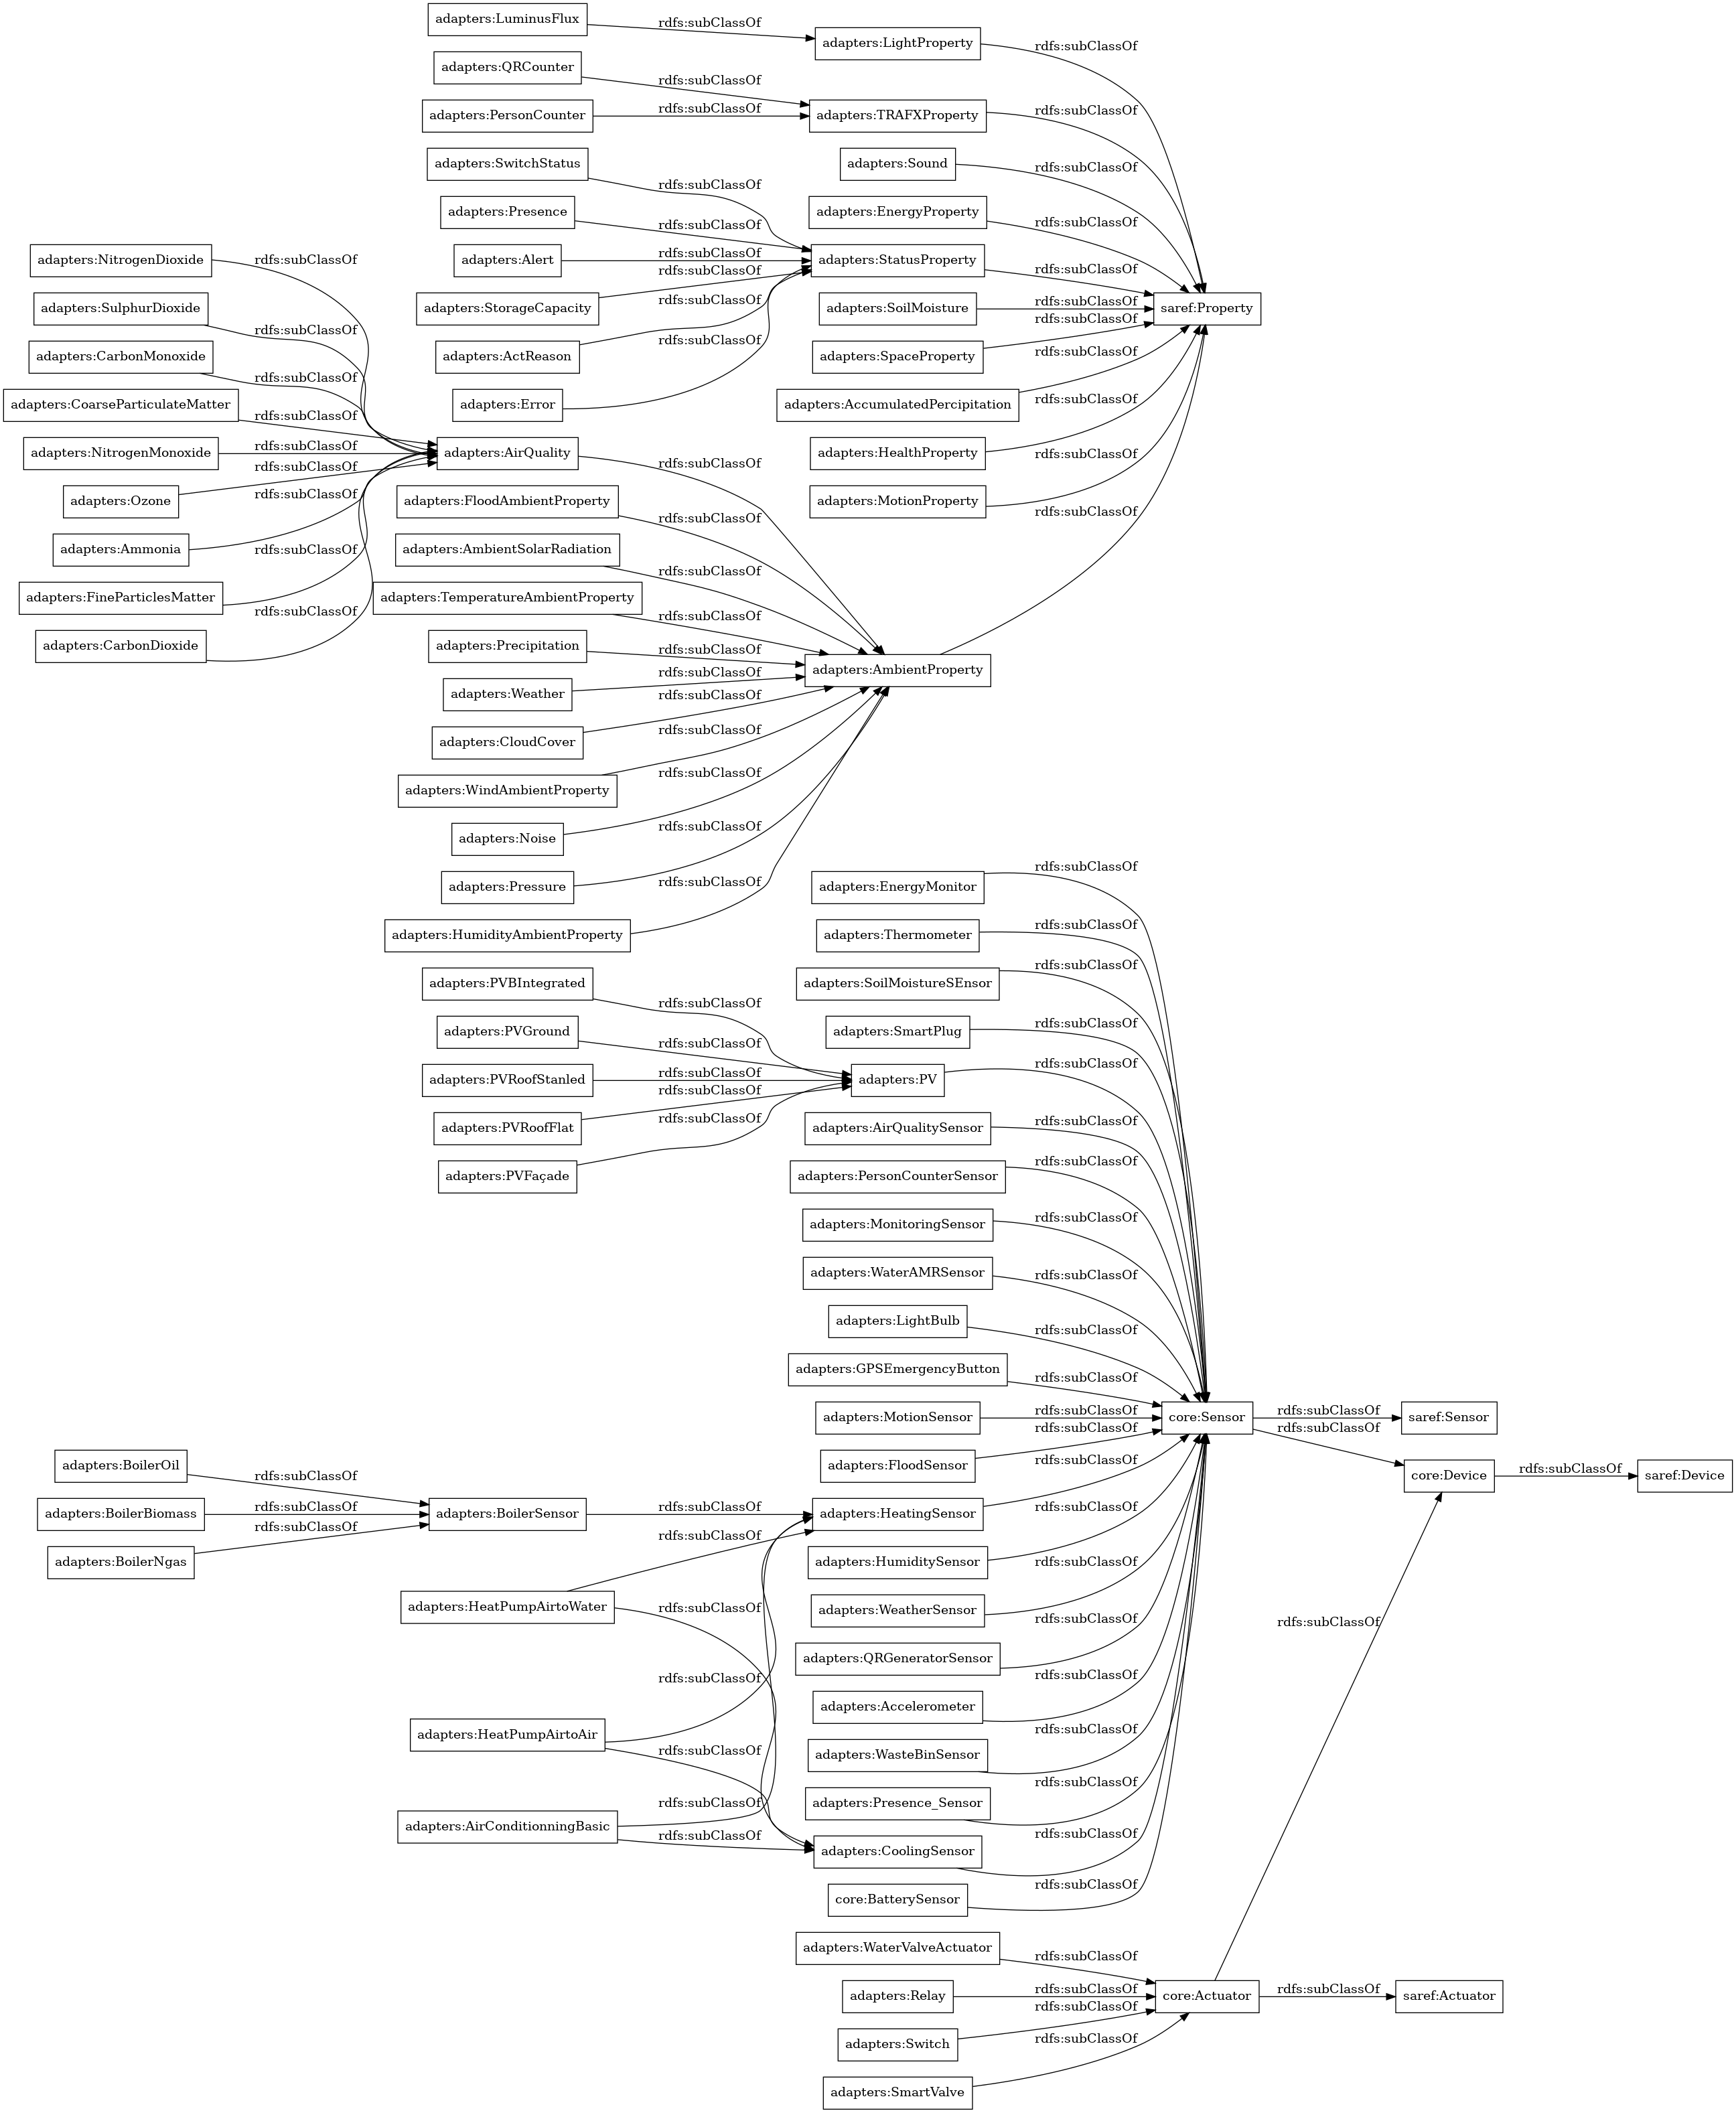 adapters:LuminusFlux
rdfs:subClassOf
adapters:LightProperty
rdfs:subClassOf
adapters:QRCounter
rdfs:subClassOf
adapters:PersonCounter
rdfs:subClassOf
adapters:TRAFXProperty
rdfs:subClassOf
adapters:SwitchStatus
rdfs:subClassOf
adapters:Sound
rdfs:subClassOf
adapters:Presence
rdfs:subClassOf
adapters:EnergyProperty
rdfs:subClassOf
adapters:NitrogenDioxide
rdfs:subClassOf
adapters:Alert
rdfs:subClassOf
adapters:StatusProperty
rdfs:subClassOf
adapters:SulphurDioxide
rdfs:subClassOf
adapters:StorageCapacity
rdfs:subClassOf
adapters:SoilMoisture
rdfs:subClassOf
saref:Property
adapters:CarbonMonoxide
rdfs:subClassOf
adapters:ActReason
rdfs:subClassOf
adapters:SpaceProperty
rdfs:subClassOf
adapters:CoarseParticulateMatter
rdfs:subClassOf
adapters:Error
rdfs:subClassOf
adapters:AccumulatedPercipitation
rdfs:subClassOf
adapters:NitrogenMonoxide
rdfs:subClassOf
adapters:AirQuality
rdfs:subClassOf
adapters:HealthProperty
rdfs:subClassOf
adapters:Ozone
rdfs:subClassOf
adapters:FloodAmbientProperty
rdfs:subClassOf
adapters:MotionProperty
rdfs:subClassOf
adapters:Ammonia
rdfs:subClassOf
adapters:AmbientSolarRadiation
rdfs:subClassOf
rdfs:subClassOf
adapters:FineParticlesMatter
rdfs:subClassOf
adapters:TemperatureAmbientProperty
rdfs:subClassOf
adapters:CarbonDioxide
rdfs:subClassOf
adapters:Precipitation
rdfs:subClassOf
adapters:AmbientProperty
adapters:Weather
rdfs:subClassOf
adapters:CloudCover
rdfs:subClassOf
adapters:WindAmbientProperty
rdfs:subClassOf
adapters:Noise
rdfs:subClassOf
adapters:Pressure
rdfs:subClassOf
adapters:EnergyMonitor
rdfs:subClassOf
adapters:HumidityAmbientProperty
adapters:Thermometer
rdfs:subClassOf
adapters:PVBIntegrated
rdfs:subClassOf
adapters:SoilMoistureSEnsor
rdfs:subClassOf
adapters:PVGround
rdfs:subClassOf
adapters:SmartPlug
rdfs:subClassOf
adapters:PVRoofStanled
rdfs:subClassOf
adapters:PV
rdfs:subClassOf
adapters:PVRoofFlat
rdfs:subClassOf
adapters:AirQualitySensor
rdfs:subClassOf
adapters:PVFaçade
rdfs:subClassOf
adapters:PersonCounterSensor
rdfs:subClassOf
adapters:MonitoringSensor
rdfs:subClassOf
adapters:WaterAMRSensor
rdfs:subClassOf
adapters:LightBulb
rdfs:subClassOf
adapters:GPSEmergencyButton
rdfs:subClassOf
adapters:MotionSensor
rdfs:subClassOf
core:Sensor
rdfs:subClassOf
saref:Sensor
rdfs:subClassOf
adapters:BoilerOil
rdfs:subClassOf
adapters:FloodSensor
rdfs:subClassOf
core:Device
rdfs:subClassOf
saref:Device
adapters:BoilerBiomass
rdfs:subClassOf
adapters:BoilerSensor
rdfs:subClassOf
adapters:HeatingSensor
rdfs:subClassOf
adapters:BoilerNgas
rdfs:subClassOf
rdfs:subClassOf
adapters:HumiditySensor
rdfs:subClassOf
adapters:HeatPumpAirtoWater
rdfs:subClassOf
adapters:WeatherSensor
rdfs:subClassOf
rdfs:subClassOf
adapters:QRGeneratorSensor
rdfs:subClassOf
rdfs:subClassOf
adapters:Accelerometer
rdfs:subClassOf
adapters:HeatPumpAirtoAir
rdfs:subClassOf
adapters:WasteBinSensor
rdfs:subClassOf
rdfs:subClassOf
adapters:Presence_Sensor
rdfs:subClassOf
adapters:AirConditionningBasic
rdfs:subClassOf
adapters:CoolingSensor
rdfs:subClassOf
core:BatterySensor
rdfs:subClassOf
adapters:WaterValveActuator
rdfs:subClassOf
adapters:Relay
rdfs:subClassOf
core:Actuator
rdfs:subClassOf
saref:Actuator
adapters:Switch
rdfs:subClassOf
adapters:SmartValve
rdfs:subClassOf